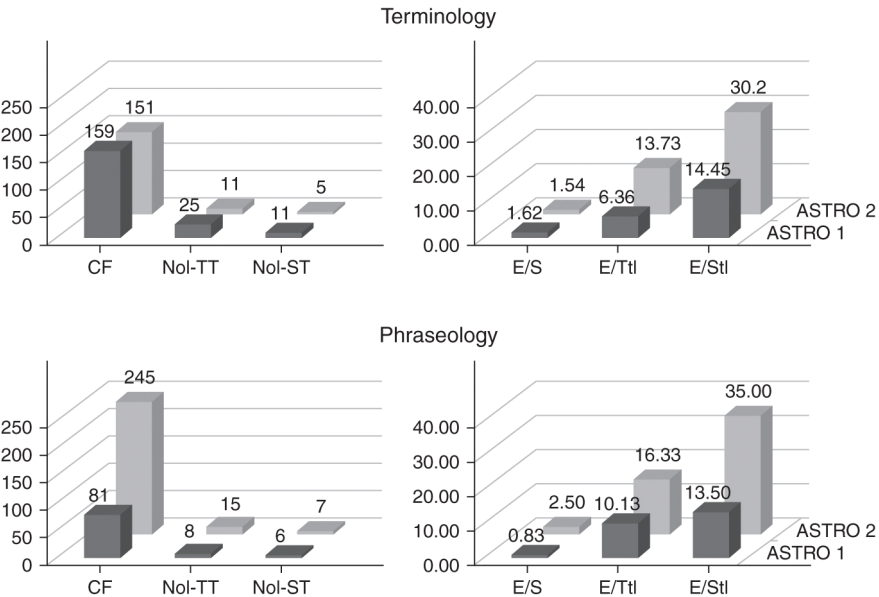 Terminology
250
200
150
100
50
0
159
151
25
11
11
5
CF
Nol-TT
Nol-ST
40.00
30.00
20.00
10.00
0.00
1.62
1.54
6.36
13.73
14.45
30.2
ASTRO 2
ASTRO 1
E/S
E/Ttl
E/Stl
Phraseology
250
200
150
100
50
0
81
245
8
15
6
7
CF
Nol-TT
Nol-ST
40.00
30.00
20.00
10.00
0.00
0.83
2.50
10.13
16.33
13.50
35.00
ASTRO 2
ASTRO 1
E/S
E/Ttl
E/Stl